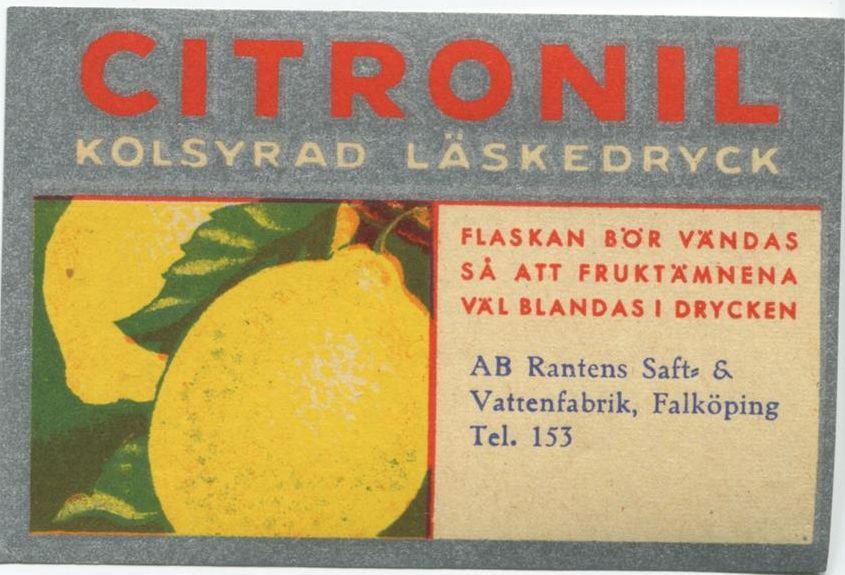 CITRONIL
KOLSYRAD LÄSKEDRYCK
FLASKAN BÖR VÄNDAS
SÅ ATT FRUKTÄMNENA
VÄL BLANDAS I DRYCKEN
AB Rantens Saft- &
Vattenfabrik, Falköping
Tel. 153